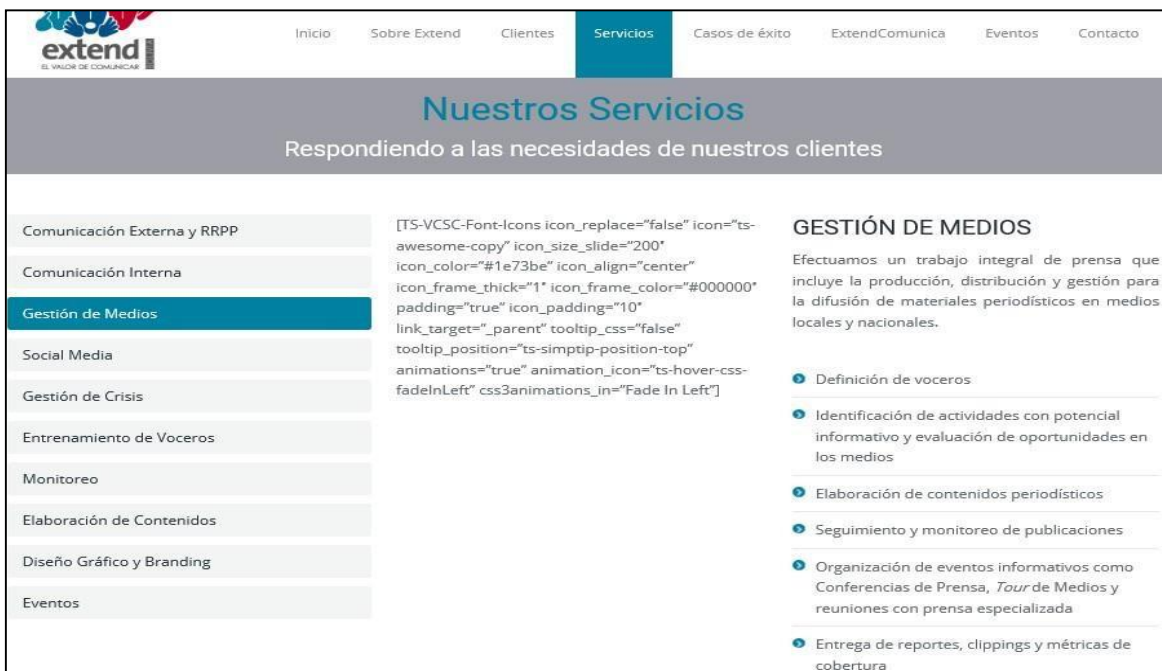 extend
EL VALOR DE COMUNICAR
Inicio
Sobre Extend
Clientes
Servicios
Casos de éxito
ExtendComunica
Eventos
Contacto
Nuestros Servicios
Respondiendo a las necesidades de nuestros clientes
Comunicación Externa y RRPP
Comunicación Interna
Gestión de Medios
Social Media
Gestión de Crisis
Entrenamiento de Voceros
Monitoreo
Elaboración de Contenidos
Diseño Gráfico y Branding
Eventos
[TS-VCSC-Font-Icons icon_replace="false" icon="ts-
awesome-copy" icon_size_slide="200"
icon_color="#1e73be" icon_align="center"
icon_frame_thick="1" icon_frame_color="#000000"
padding="true" icon_padding="10"
link_target="_parent" tooltip_css="false"
tooltip_position="ts-simptip-position-top"
animations="true" animation_icon="ts-hover-css-
fadeInLeft" css3animations_in="Fade In Left"]
GESTIÓN DE MEDIOS
Efectuamos un trabajo integral de prensa que
incluye la producción, distribución y gestión para
la difusión de materiales periodísticos en medios
locales y nacionales.
Definición de voceros
Identificación de actividades con potencial
informativo y evaluación de oportunidades en
los medios
Elaboración de contenidos periodísticos
Seguimiento y monitoreo de publicaciones
Organización de eventos informativos como
Conferencias de Prensa, Tour de Medios y
reuniones con prensa especializada
Entrega de reportes, clippings y métricas de
cobertura